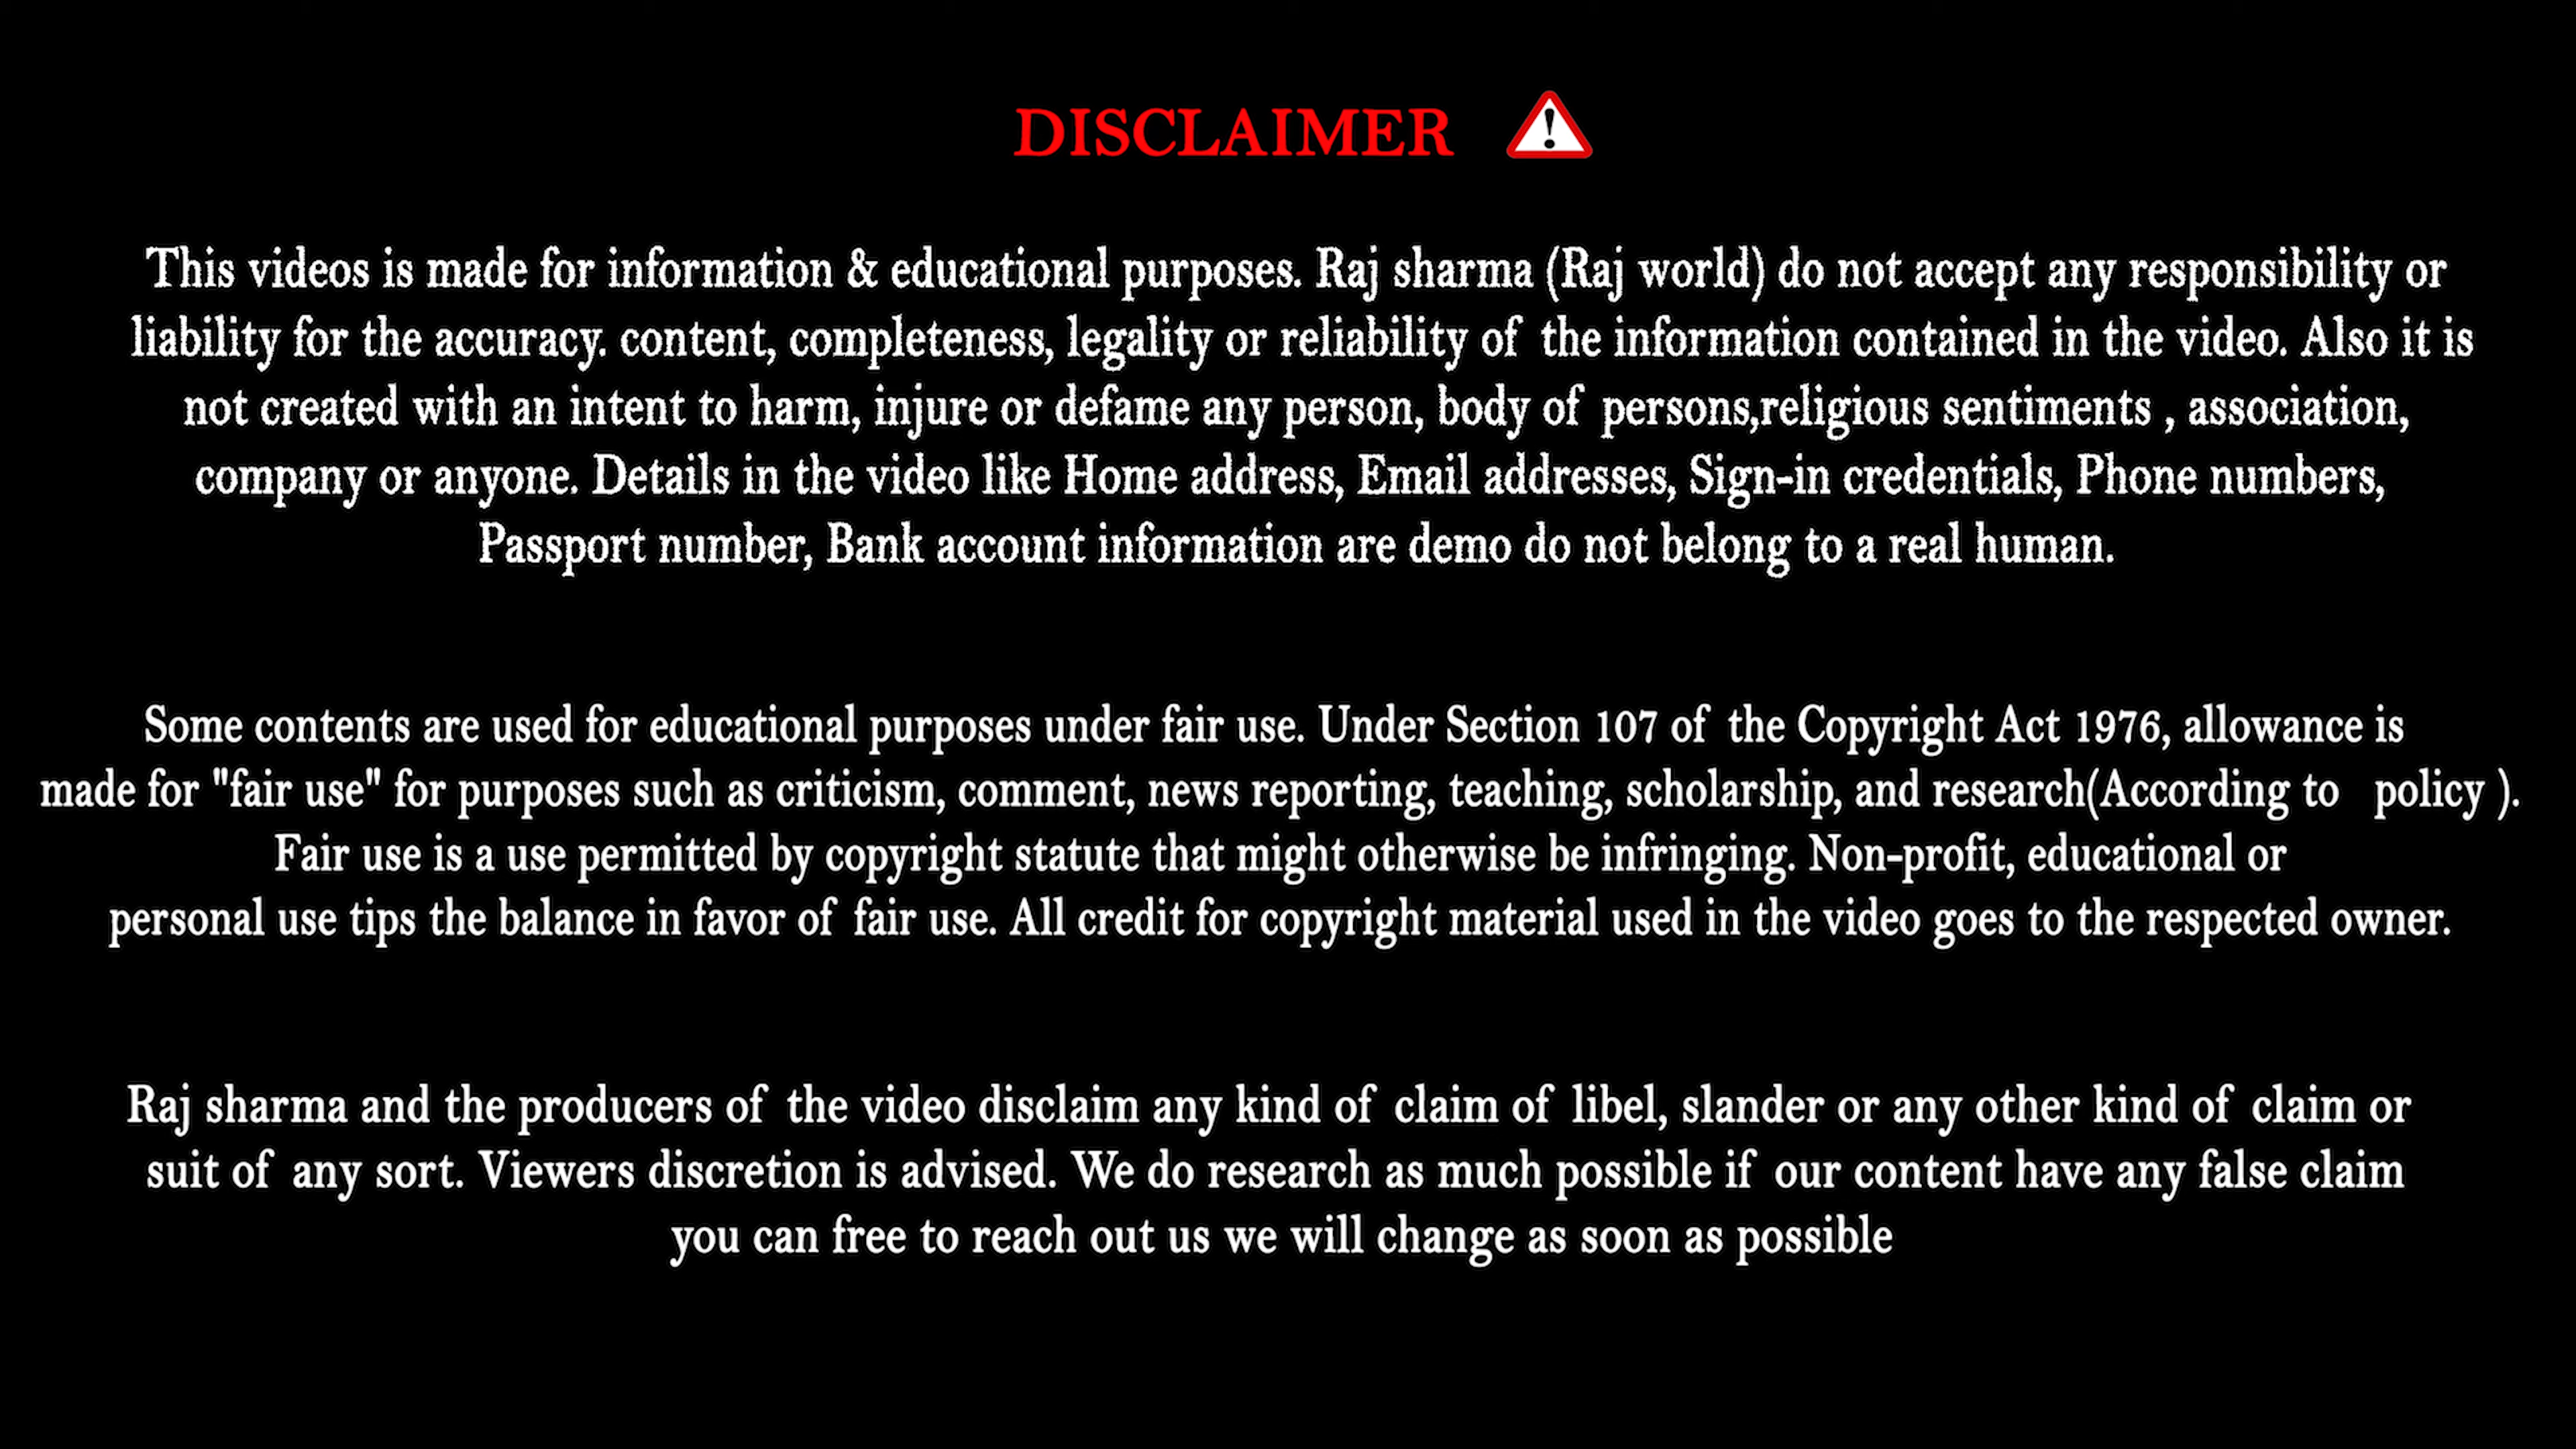 DISCLAIMER
This videos is made for information & educational purposes. Raj sharma (Raj world) do not accept any responsibility or
liability for the accuracy. content, completeness, legality or reliability of the information contained in the video. Also it is
not created with an intent to harm, injure or defame any person, body of persons,religious sentiments , association,
company or anyone. Details in the video like Home address, Email addresses, Sign-in credentials, Phone numbers,
Passport number, Bank account information are demo do not belong to a real human.
Some contents are used for educational purposes under fair use. Under Section 107 of the Copyright Act 1976, allowance is
made for "fair use" for purposes such as criticism, comment, news reporting, teaching, scholarship, and research(According to policy ).
Fair use is a use permitted by copyright statute that might otherwise be infringing. Non-profit, educational or
personal use tips the balance in favor of fair use. All credit for copyright material used in the video goes to the respected owner.
Raj sharma and the producers of the video disclaim any kind of claim of libel, slander or any other kind of claim or
suit of any sort. Viewers discretion is advised. We do research as much possible if our content have any false claim
you can free to reach out us we will change as soon as possible